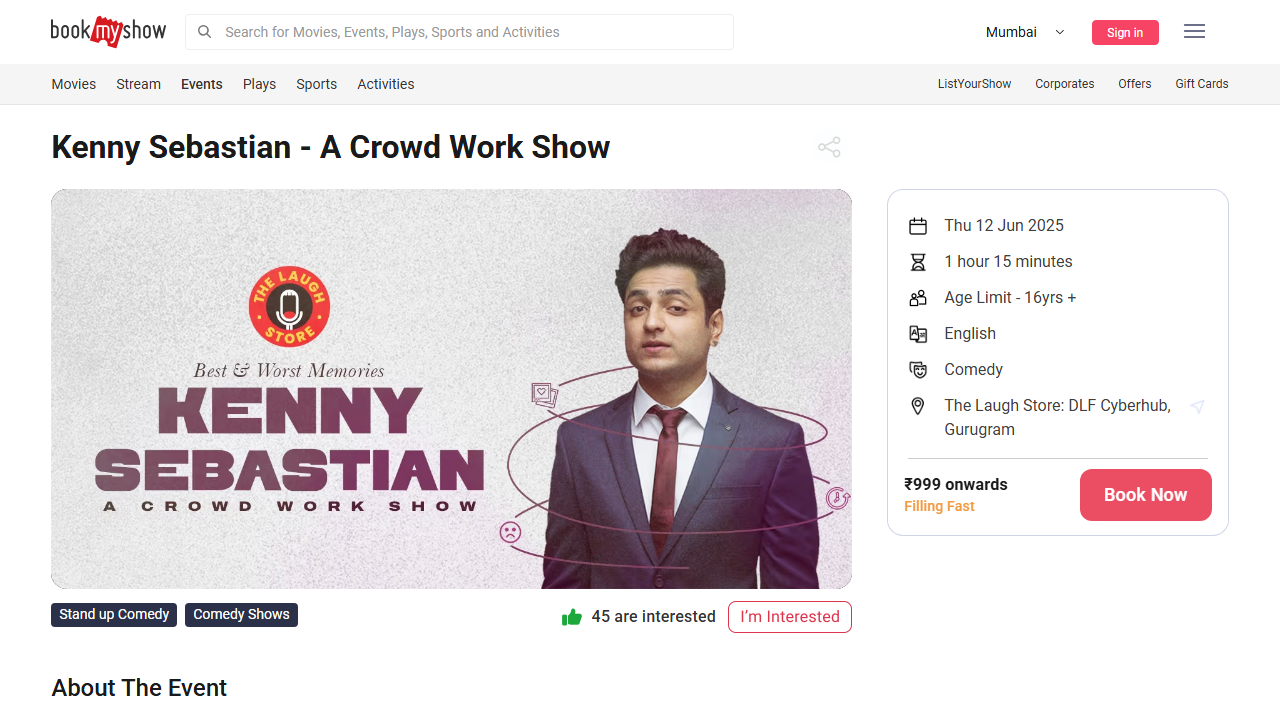 book my show
Search for Movies, Events, Plays, Sports and Activities
Mumbai
Sign in
Movies Stream Events Plays Sports Activities
ListYourShow Corporates Offers Gift Cards
Kenny Sebastian - A Crowd Work Show
THE LAUGH
STORE
Best & Worst Memories
KENNY
SEBASTIAN
A CROWD WORK SHOW
Thu 12 Jun 2025
1 hour 15 minutes
Age Limit - 16yrs +
English
Comedy
The Laugh Store: DLF Cyberhub,
Gurugram
₹999 onwards
Filling Fast
Book Now
Stand up Comedy Comedy Shows
45 are interested
I'm Interested
About The Event